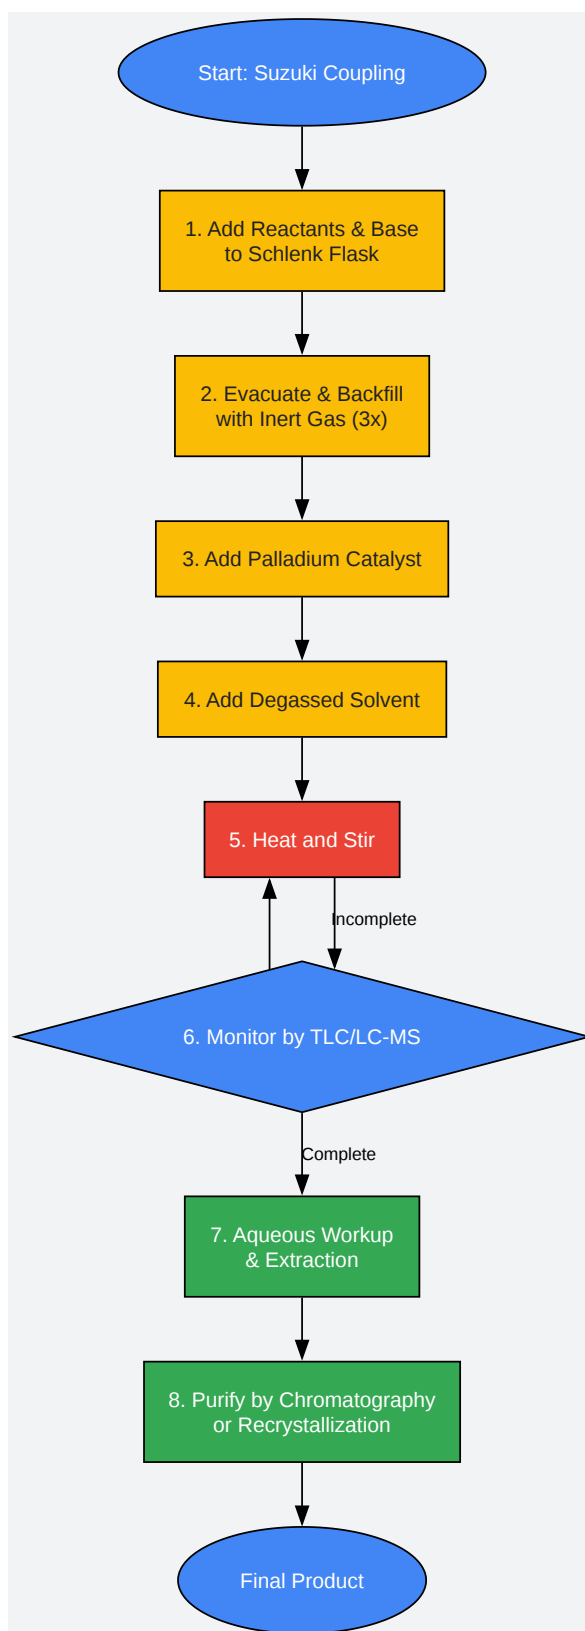 Start: Suzuki Coupling
1. Add Reactants & Base
to Schlenk Flask
2. Evacuate & Backfill
with Inert Gas (3x)
3. Add Palladium Catalyst
4. Add Degassed Solvent
5. Heat and Stir
Incomplete
6. Monitor by TLC/LC-MS
Complete
7. Aqueous Workup
& Extraction
8. Purify by Chromatography
or Recrystallization
Final Product